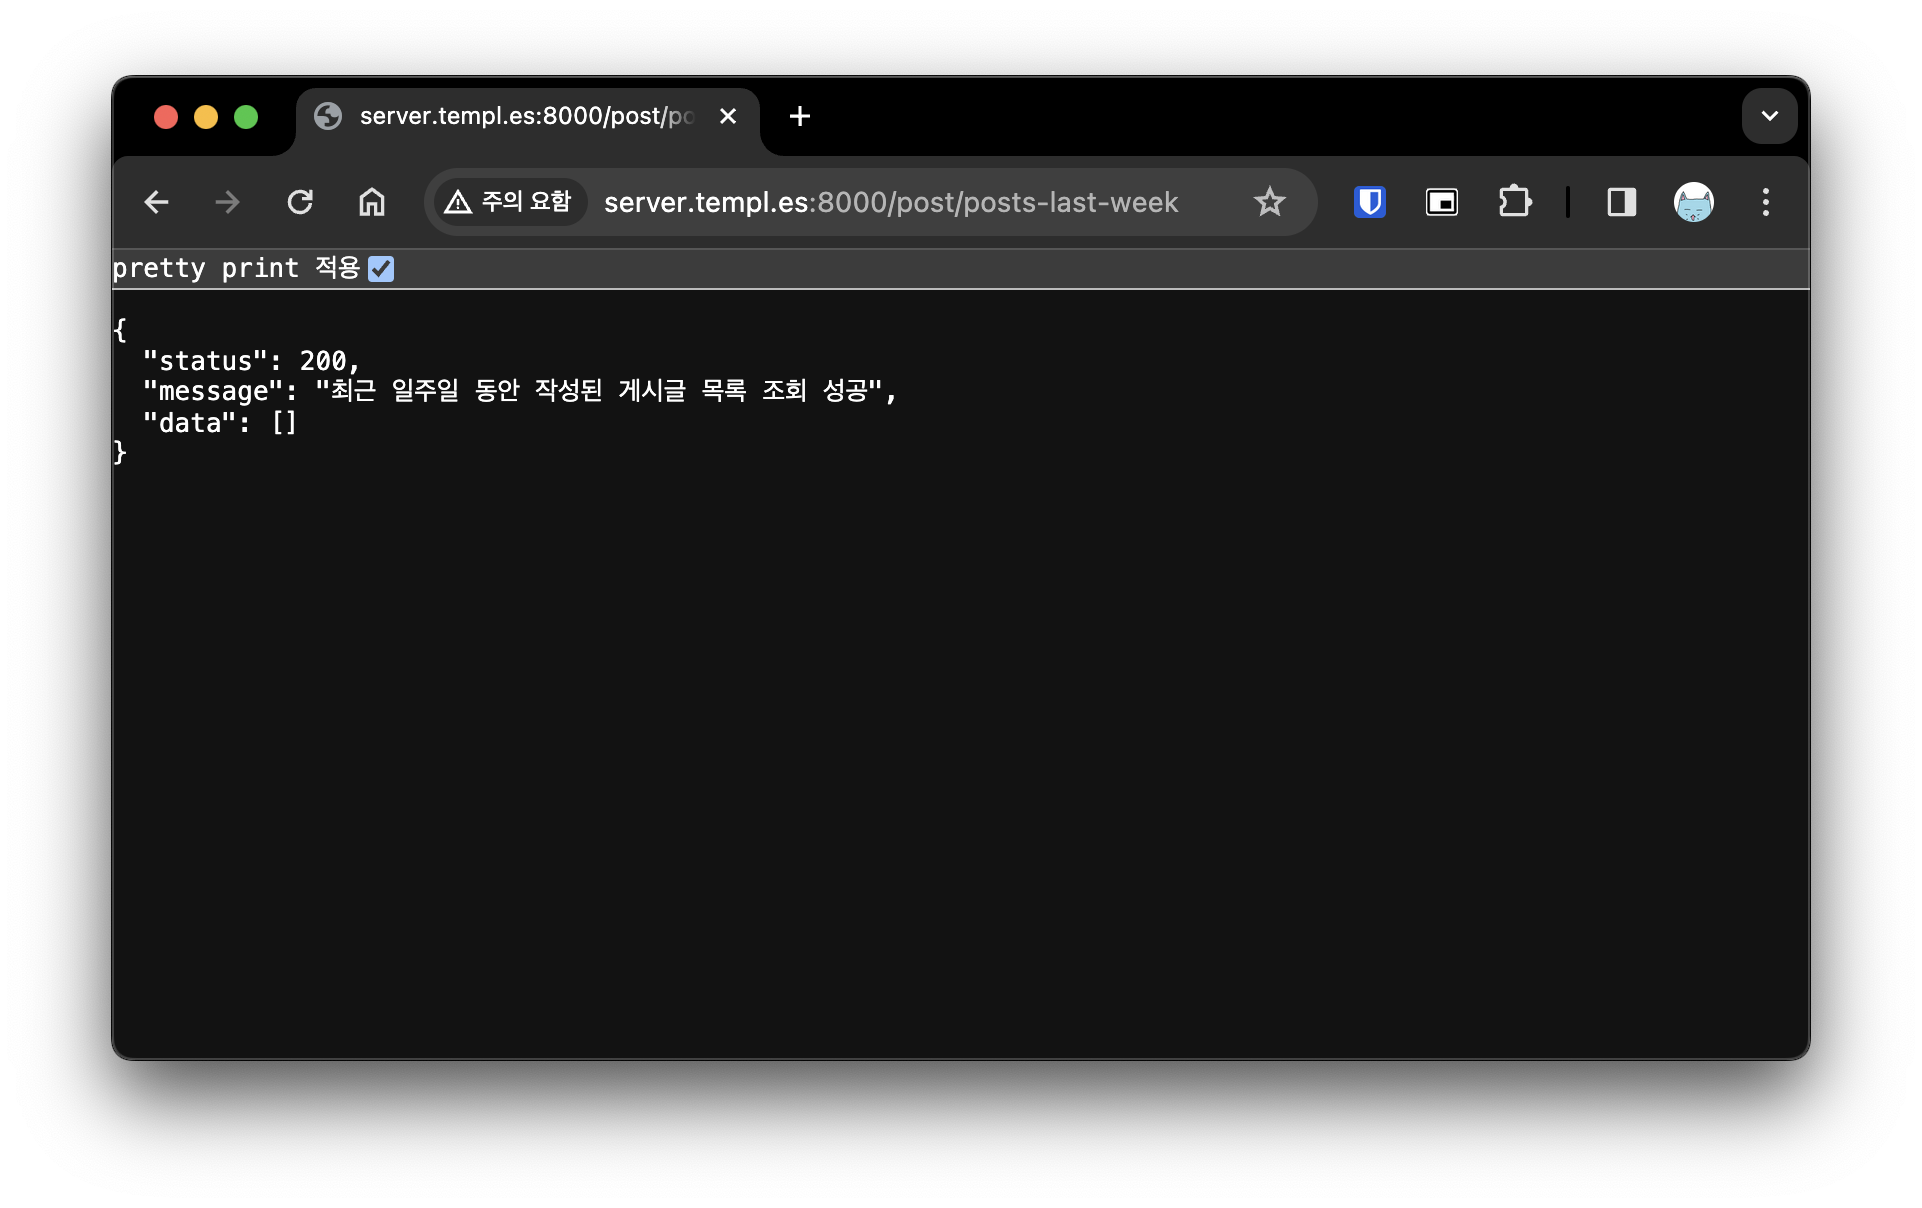 server.templ.es:8000/post/po
주의 요함 server.templ.es:8000/post/posts-last-week
pretty print 적용
{
  "status": 200,
  "message": "최근 일주일 동안 작성된 게시글 목록 조회 성공",
  "data": []
}